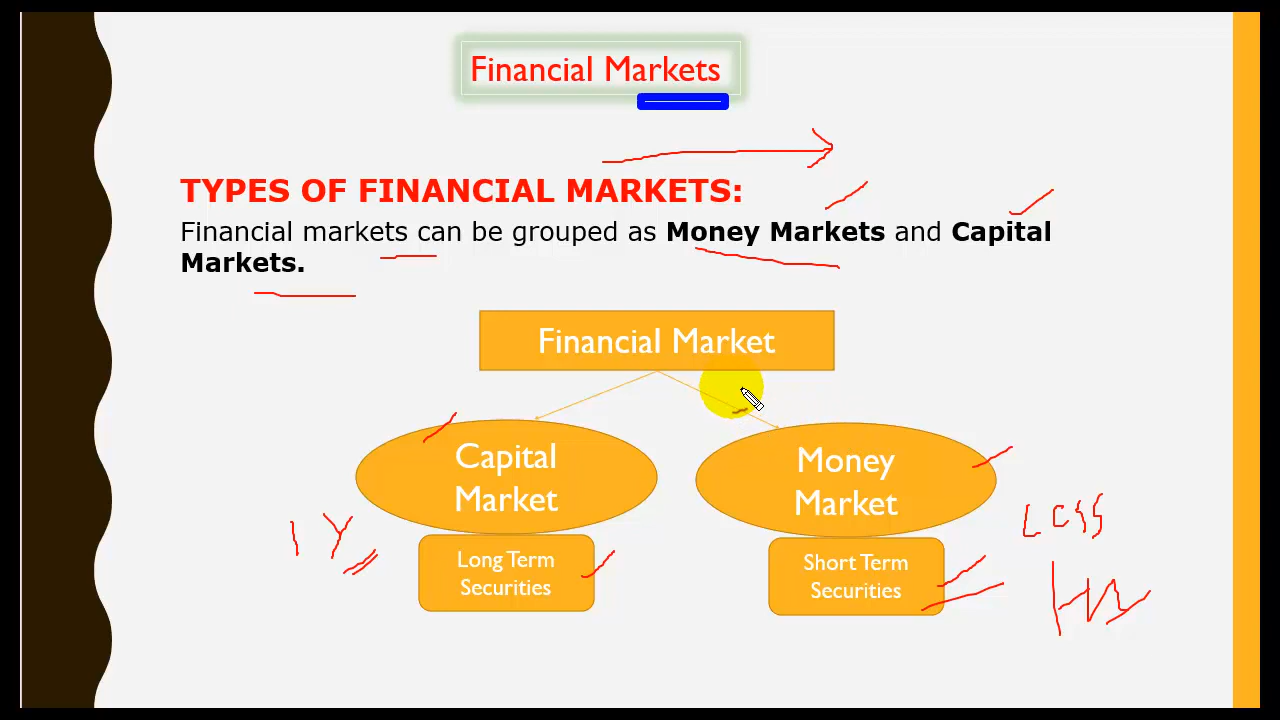 Financial Markets
TYPES OF FINANCIAL MARKETS:
Financial markets can be grouped as Money Markets and Capital
Markets.
Financial Market
Capital
Market
Money
Market
1 Y
Long Term
Securities
Short Term
Securities